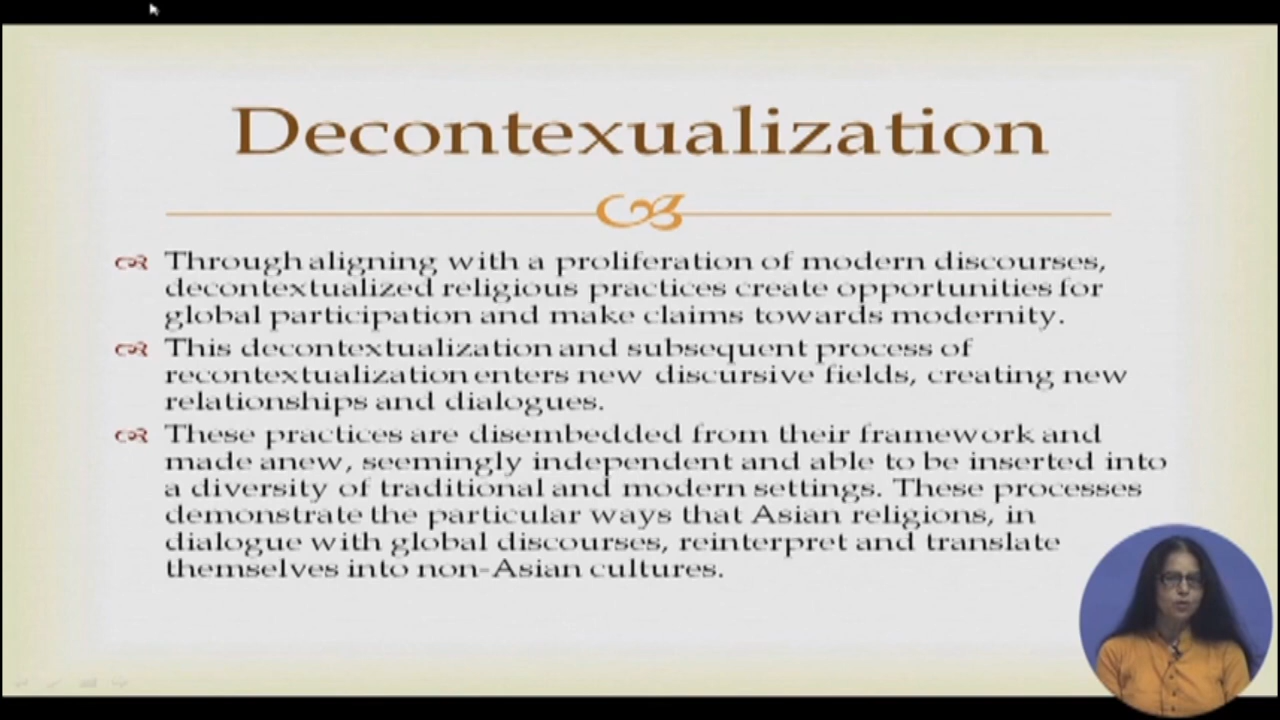 Decontexualization
Through aligning with a proliferation of modern discourses,
decontextualized religious practices create opportunities for
global participation and make claims towards modernity.
This decontextualization and subsequent process of
recontextualization enters new discursive fields, creating new
relationships and dialogues.
These practices are disembedded from their framework and
made anew, seemingly independent and able to be inserted into
a diversity of traditional and modern settings. These processes
demonstrate the particular ways that Asian religions, in
dialogue with global discourses, reinterpret and translate
themselves into non-Asian cultures.